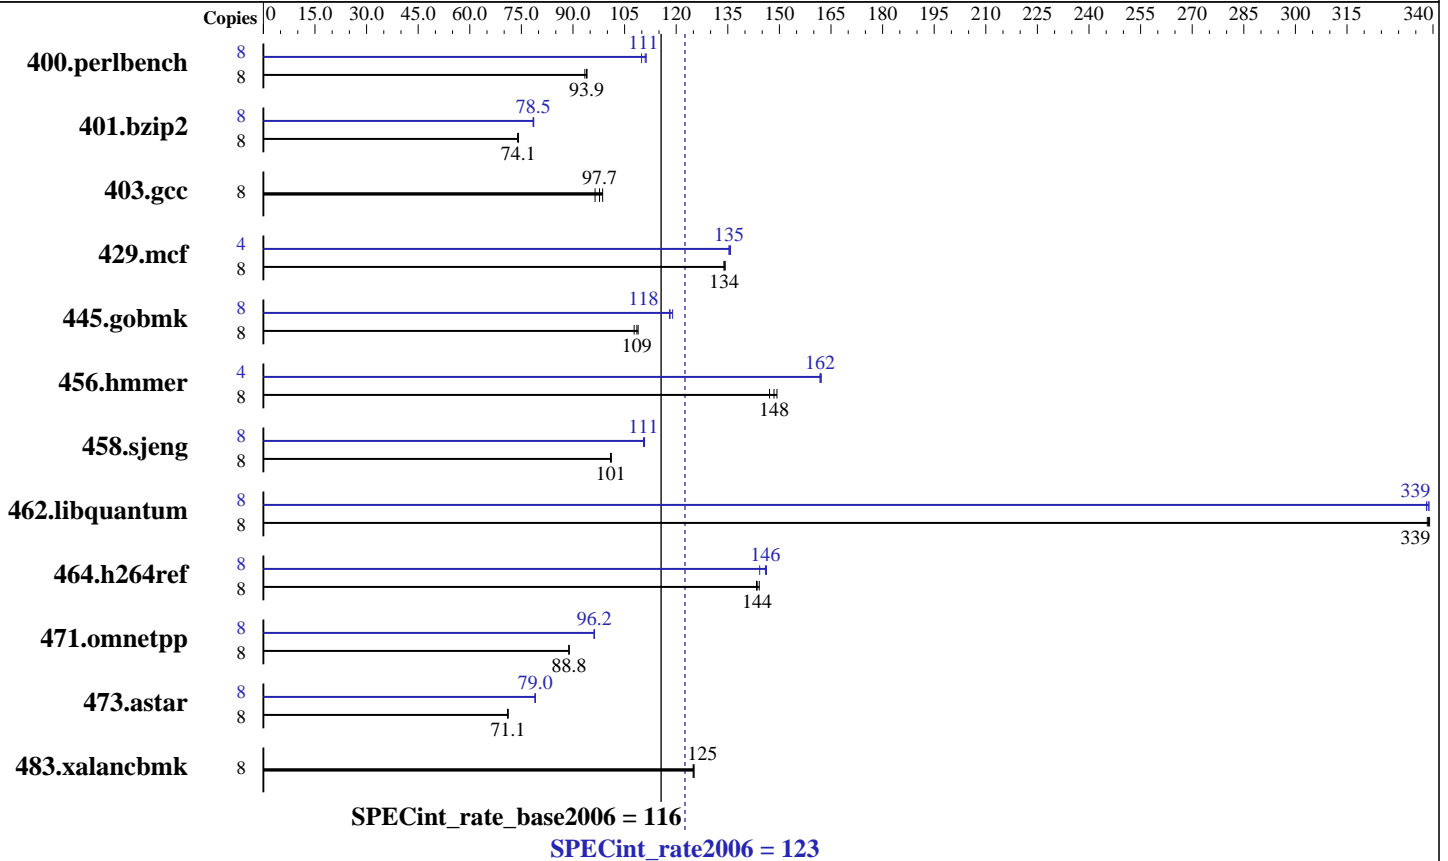 Copies 0 15.0 30.0 45.0 60.0 75.0 90.0 105 120 135 150 165 180 195 210 225 240 255 270 285 300 315 340
400.perlbench 8 111
8 93.9
401.bzip2 8 78.5
8 74.1
403.gcc 8 97.7
429.mcf 4 135
8 134
445.gobmk 8 118
8 109
456.hmmer 4 162
8 148
458.sjeng 8 111
8 101
462.libquantum 8 339
8 339
464.h264ref 8 146
8 144
471.omnetpp 8 96.2
8 88.8
473.astar 8 79.0
8 71.1
483.xalancbmk 8 125
SPECint_rate_base2006 = 116
SPECint_rate2006 = 123